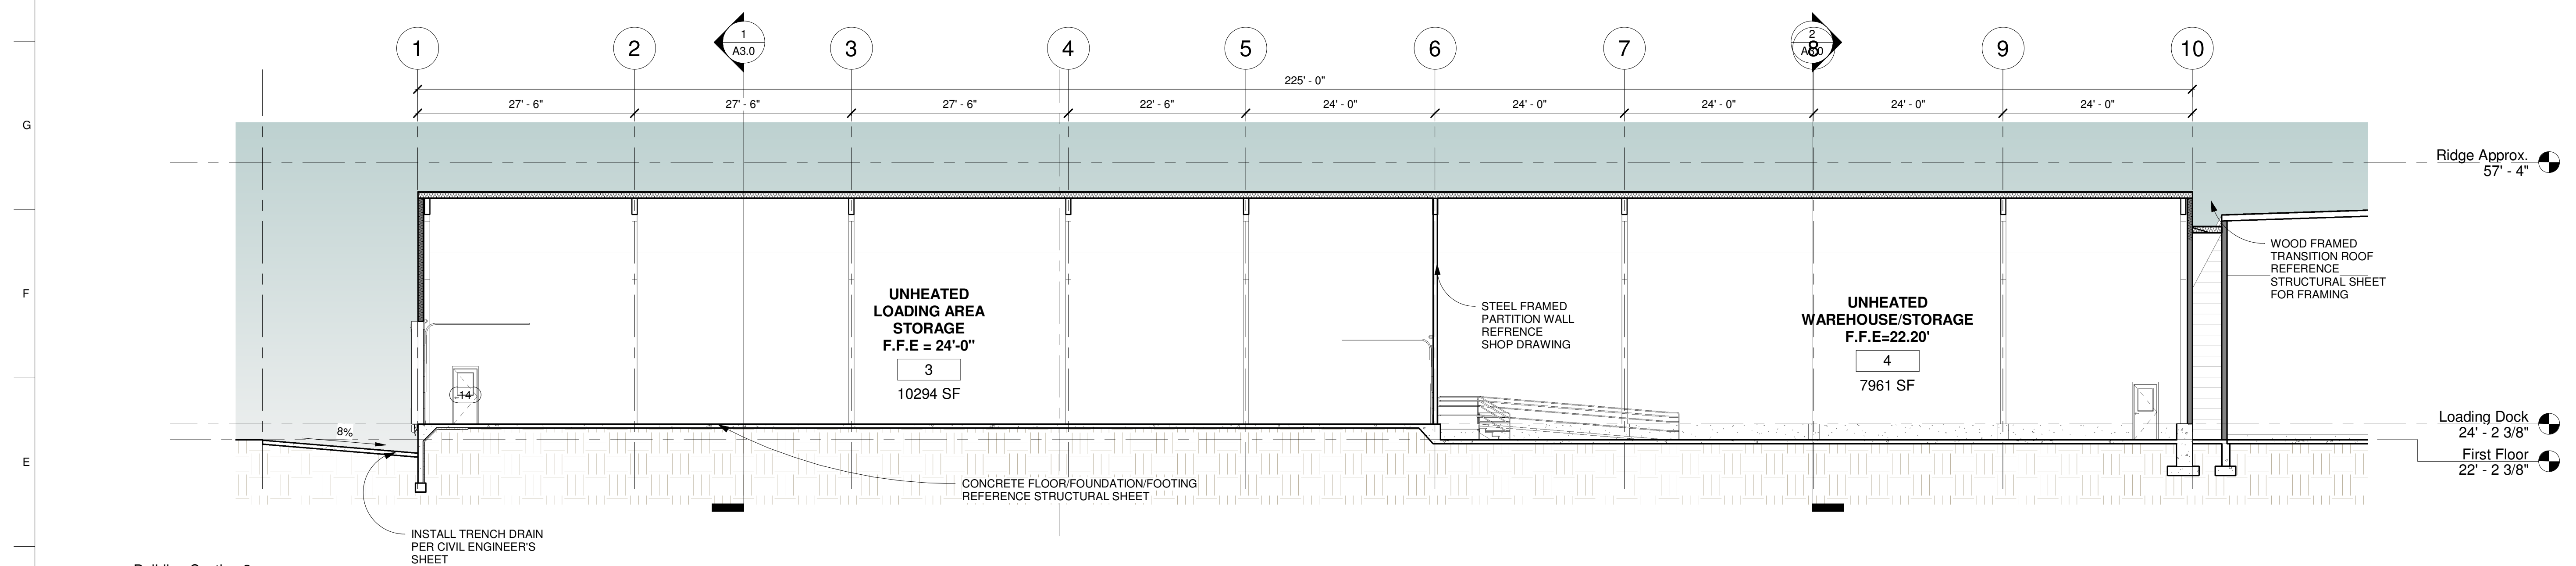 1
2
1
A3.0
3
4
5
6
7
2
8
9
10
225' - 0"
27' - 6"
27' - 6"
27' - 6"
22' - 6"
24' - 0"
24' - 0"
24' - 0"
24' - 0"
24' - 0"
G
Ridge Approx.
57' - 4"
WOOD FRAMED
TRANSITION ROOF
REFERENCE
STRUCTURAL SHEET
FOR FRAMING
F
UNHEATED
LOADING AREA
STORAGE
F.F.E = 24'-0"
3
10294 SF
STEEL FRAMED
PARTITION WALL
REFRENCE
SHOP DRAWING
UNHEATED
WAREHOUSE/STORAGE
F.F.E=22.20'
4
7961 SF
14
8%
Loading Dock
24' - 2 3/8"
First Floor
22' - 2 3/8"
E
CONCRETE FLOOR/FOUNDATION/FOOTING
REFERENCE STRUCTURAL SHEET
INSTALL TRENCH DRAIN
PER CIVIL ENGINEER'S
SHEET